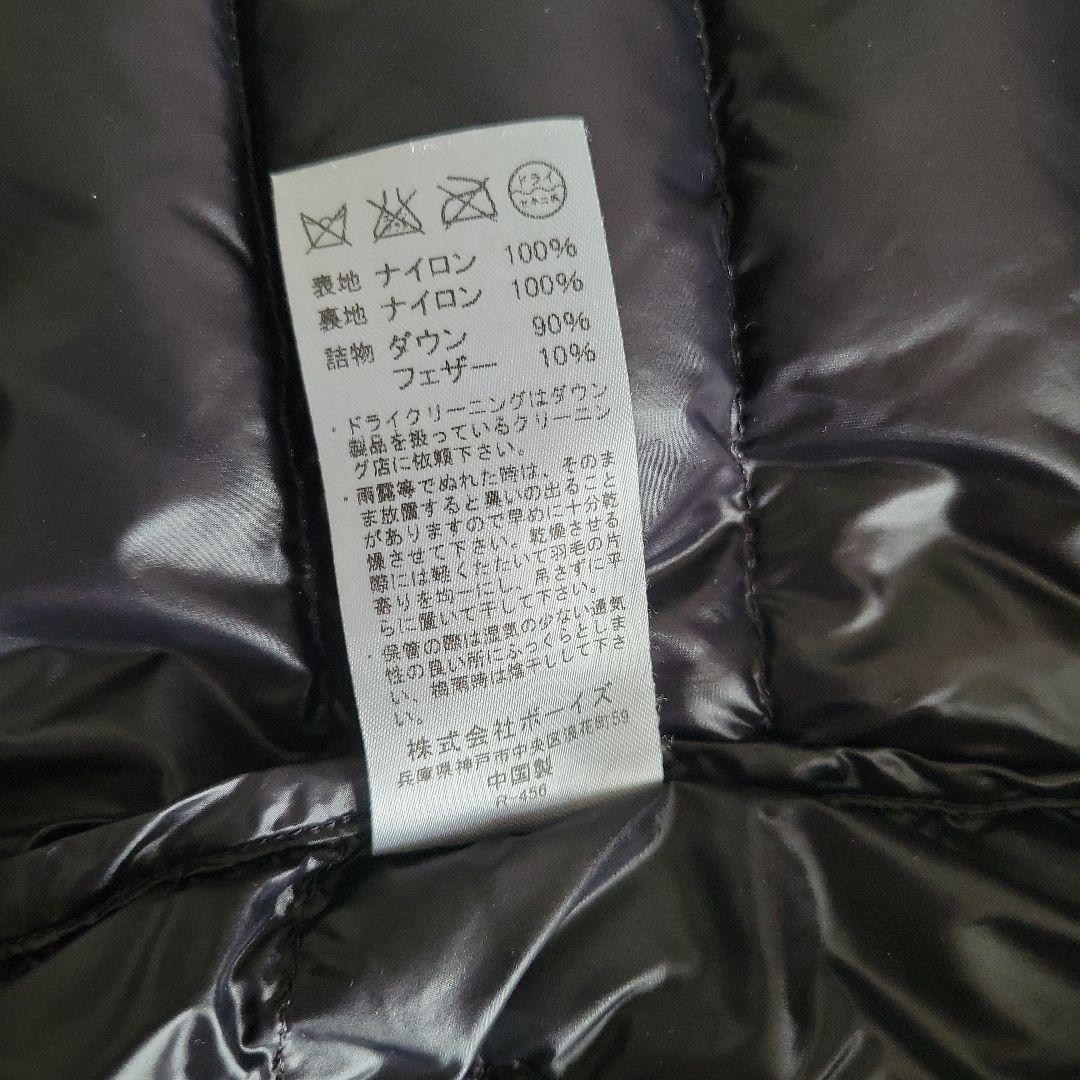 ドライ
セキユ系
表地 ナイロン 100%
裏地 ナイロン 100%
詰物 ダウン 90%
フェザー 10%
・ドライクリーニングはダウン
製品を扱っているクリーニン
グ店に依頼下さい。
・雨露等でぬれた時は、そのま
ま放置すると臭いの出ること
がありますので早めに十分乾
燥させて下さい。乾燥させる
際には軽くたたいて羽毛の片
寄りを均一にし、吊さずに平
らに置いて干して下さい。
・保管の際は湿気の少ない通気
性の良い所にふっくらとしま
い、梅雨時は陰干しして下さ
い。
株式会社ボーイズ
兵庫県神戸市中央区浪花町59
中国製
R-456